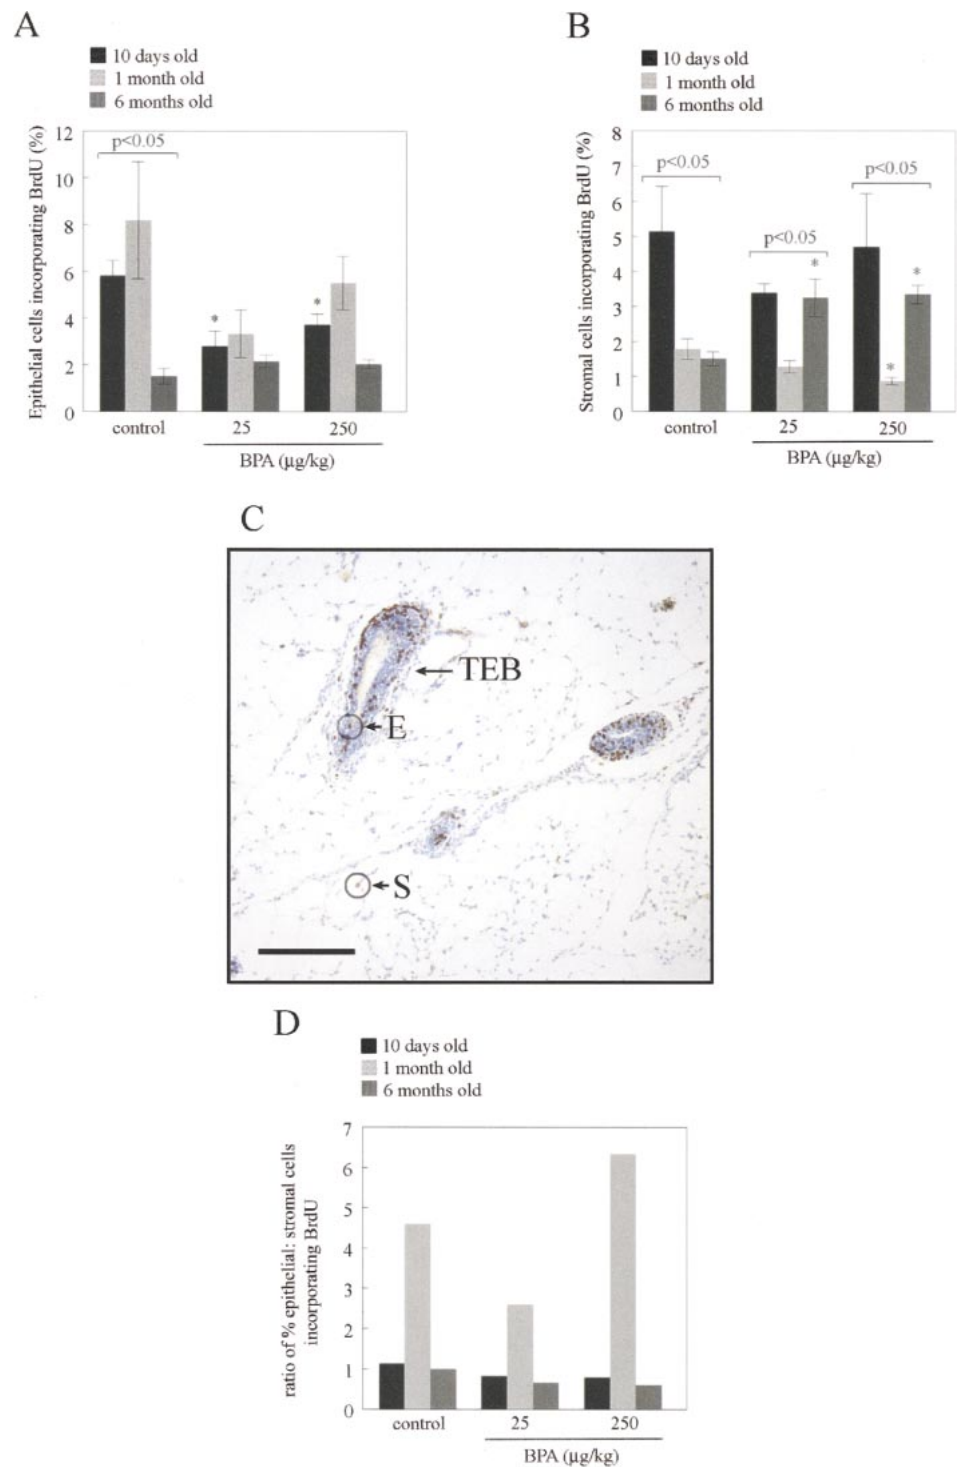 A
10 days old
1 month old
6 months old
Epithelial cells incorporating BrdU (%)
12
10
8
6
4
2
0
p<0.05
*
*
control
25
250
BPA (µg/kg)
B
10 days old
1 month old
6 months old
Stromal cells incorporating BrdU (%)
8
7
6
5
4
3
2
1
0
p<0.05
p<0.05
p<0.05
*
*
*
control
25
250
BPA (µg/kg)
C
TEB
E
S
D
10 days old
1 month old
6 months old
ratio of % epithelial: stromal cells
incorporating BrdU
7
6
5
4
3
2
1
0
control
25
250
BPA (µg/kg)